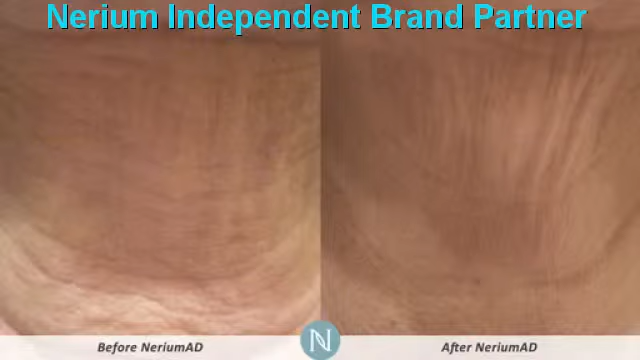 Nerium Independent Brand Partner
Before NeriumAD
N
After NeriumAD